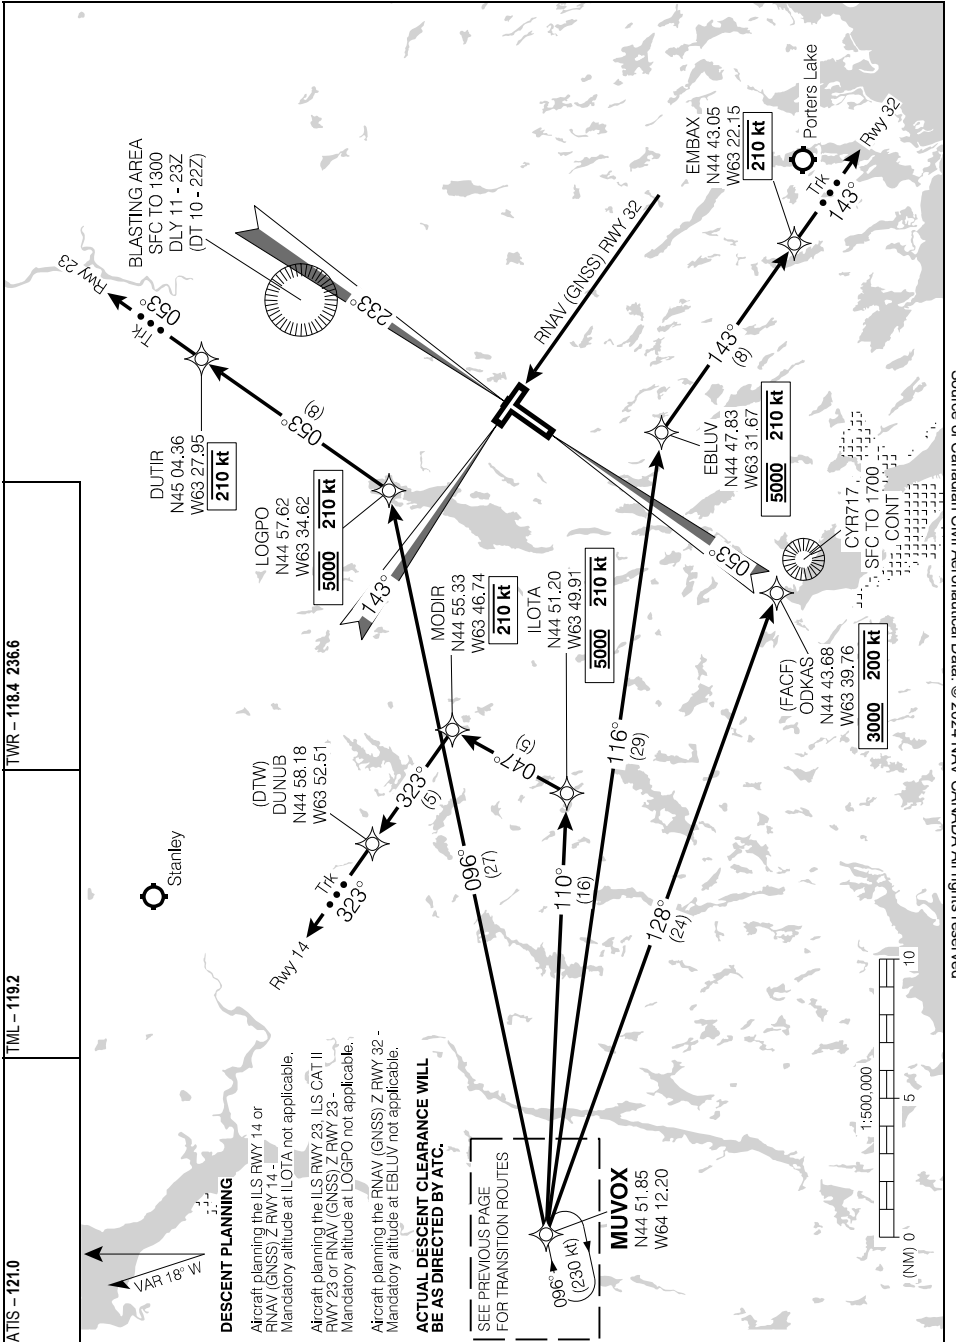 ATIS – 121.0
TML – 119.2
TWR – 118.4 236.6
VAR 18° W
DESCENT PLANNING
Aircraft planning the ILS RWY 14 or
RNAV (GNSS) Z RWY 14 -
Mandatory altitude at ILOTA not applicable.
Aircraft planning the ILS RWY 23, ILS CAT II
RWY 23 or RNAV (GNSS) Z RWY 23 -
Mandatory altitude at LOGPO not applicable.
Aircraft planning the RNAV (GNSS) Z RWY 32 -
Mandatory altitude at EBLUV not applicable.
ACTUAL DESCENT CLEARANCE WILL
BE AS DIRECTED BY ATC.
SEE PREVIOUS PAGE
FOR TRANSITION ROUTES
096°
(230 kt)
MUVOX
N44 51.85
W64 12.20
Stanley
Rwy 14
Trk
323°
(DTW)
DUNUB
N44 58.18
W63 52.51
323°
(5)
MODIR
N44 55.33
W63 46.74
210 kt
047°
(5)
ILOTA
N44 51.20
W63 49.91
5000 210 kt
096°
(27)
110°
(16)
116°
(29)
128°
(24)
LOGPO
N44 57.62
W63 34.62
5000 210 kt
053°
(8)
DUTIR
N45 04.36
W63 27.95
210 kt
Trk
053°
Rwy 23
BLASTING AREA
SFC TO 1300
DLY 11 - 23Z
(DT 10 - 22Z)
233°
143°
053°
RNAV (GNSS) RWY 32
EBLUV
N44 47.83
W63 31.67
5000 210 kt
143°
(8)
EMBAX
N44 43.05
W63 22.15
210 kt
Porters Lake
Trk
143°
Rwy 32
CYR717
SFC TO 1700
CONT
(FACF)
ODKAS
N44 43.68
W63 39.76
3000 200 kt
1:500,000
(NM) 0 5 10
Source of Canadian Civil Aeronautical Data: © 2024 NAV CANADA All rights reserved